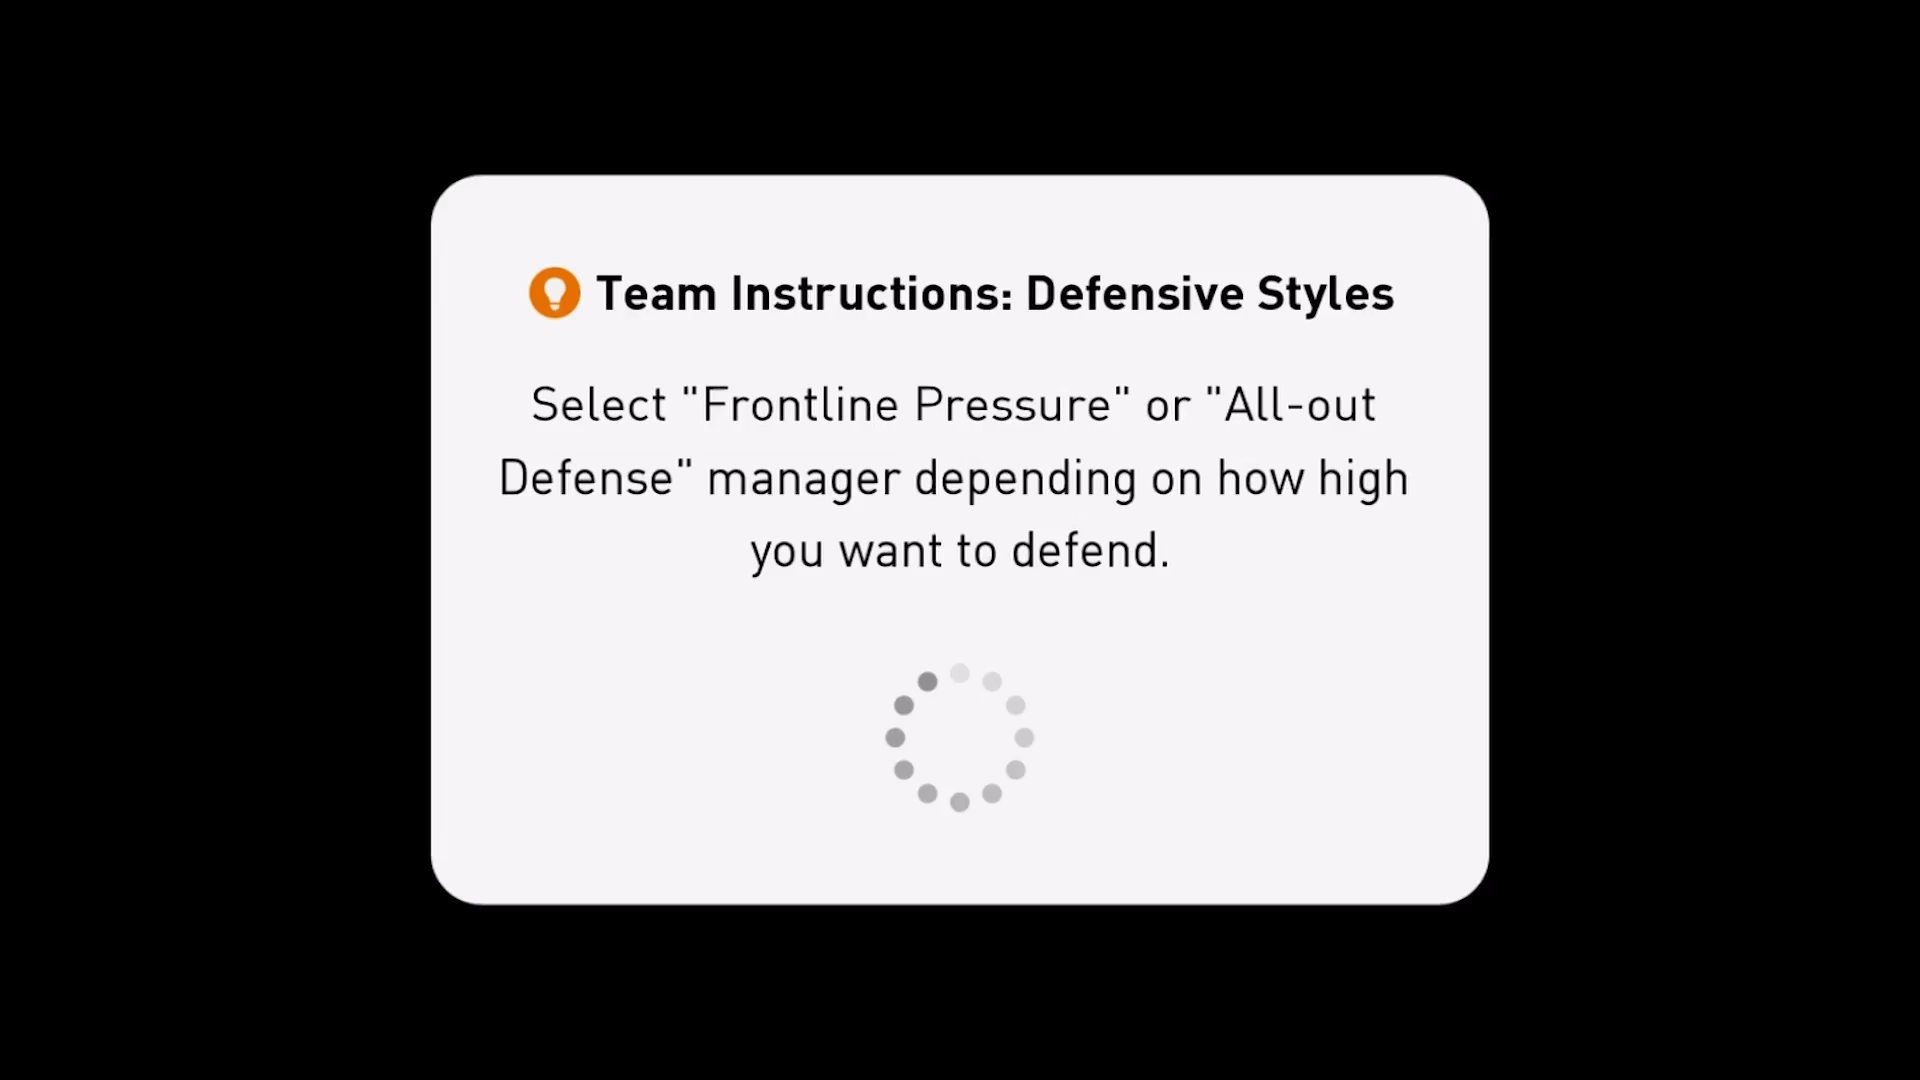 Team Instructions: Defensive Styles
Select "Frontline Pressure" or "All-out
Defense" manager depending on how high
you want to defend.